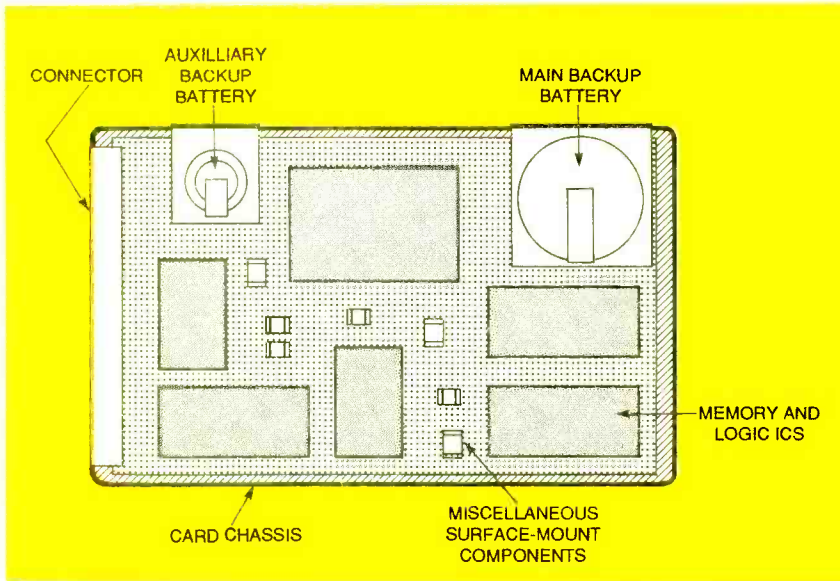 AUXILLIARY
BACKUP
BATTERY
CONNECTOR
MAIN BACKUP
BATTERY
MEMORY AND
LOGIC ICS
CARD CHASSIS
MISCELLANEOUS
SURFACE-MOUNT
COMPONENTS